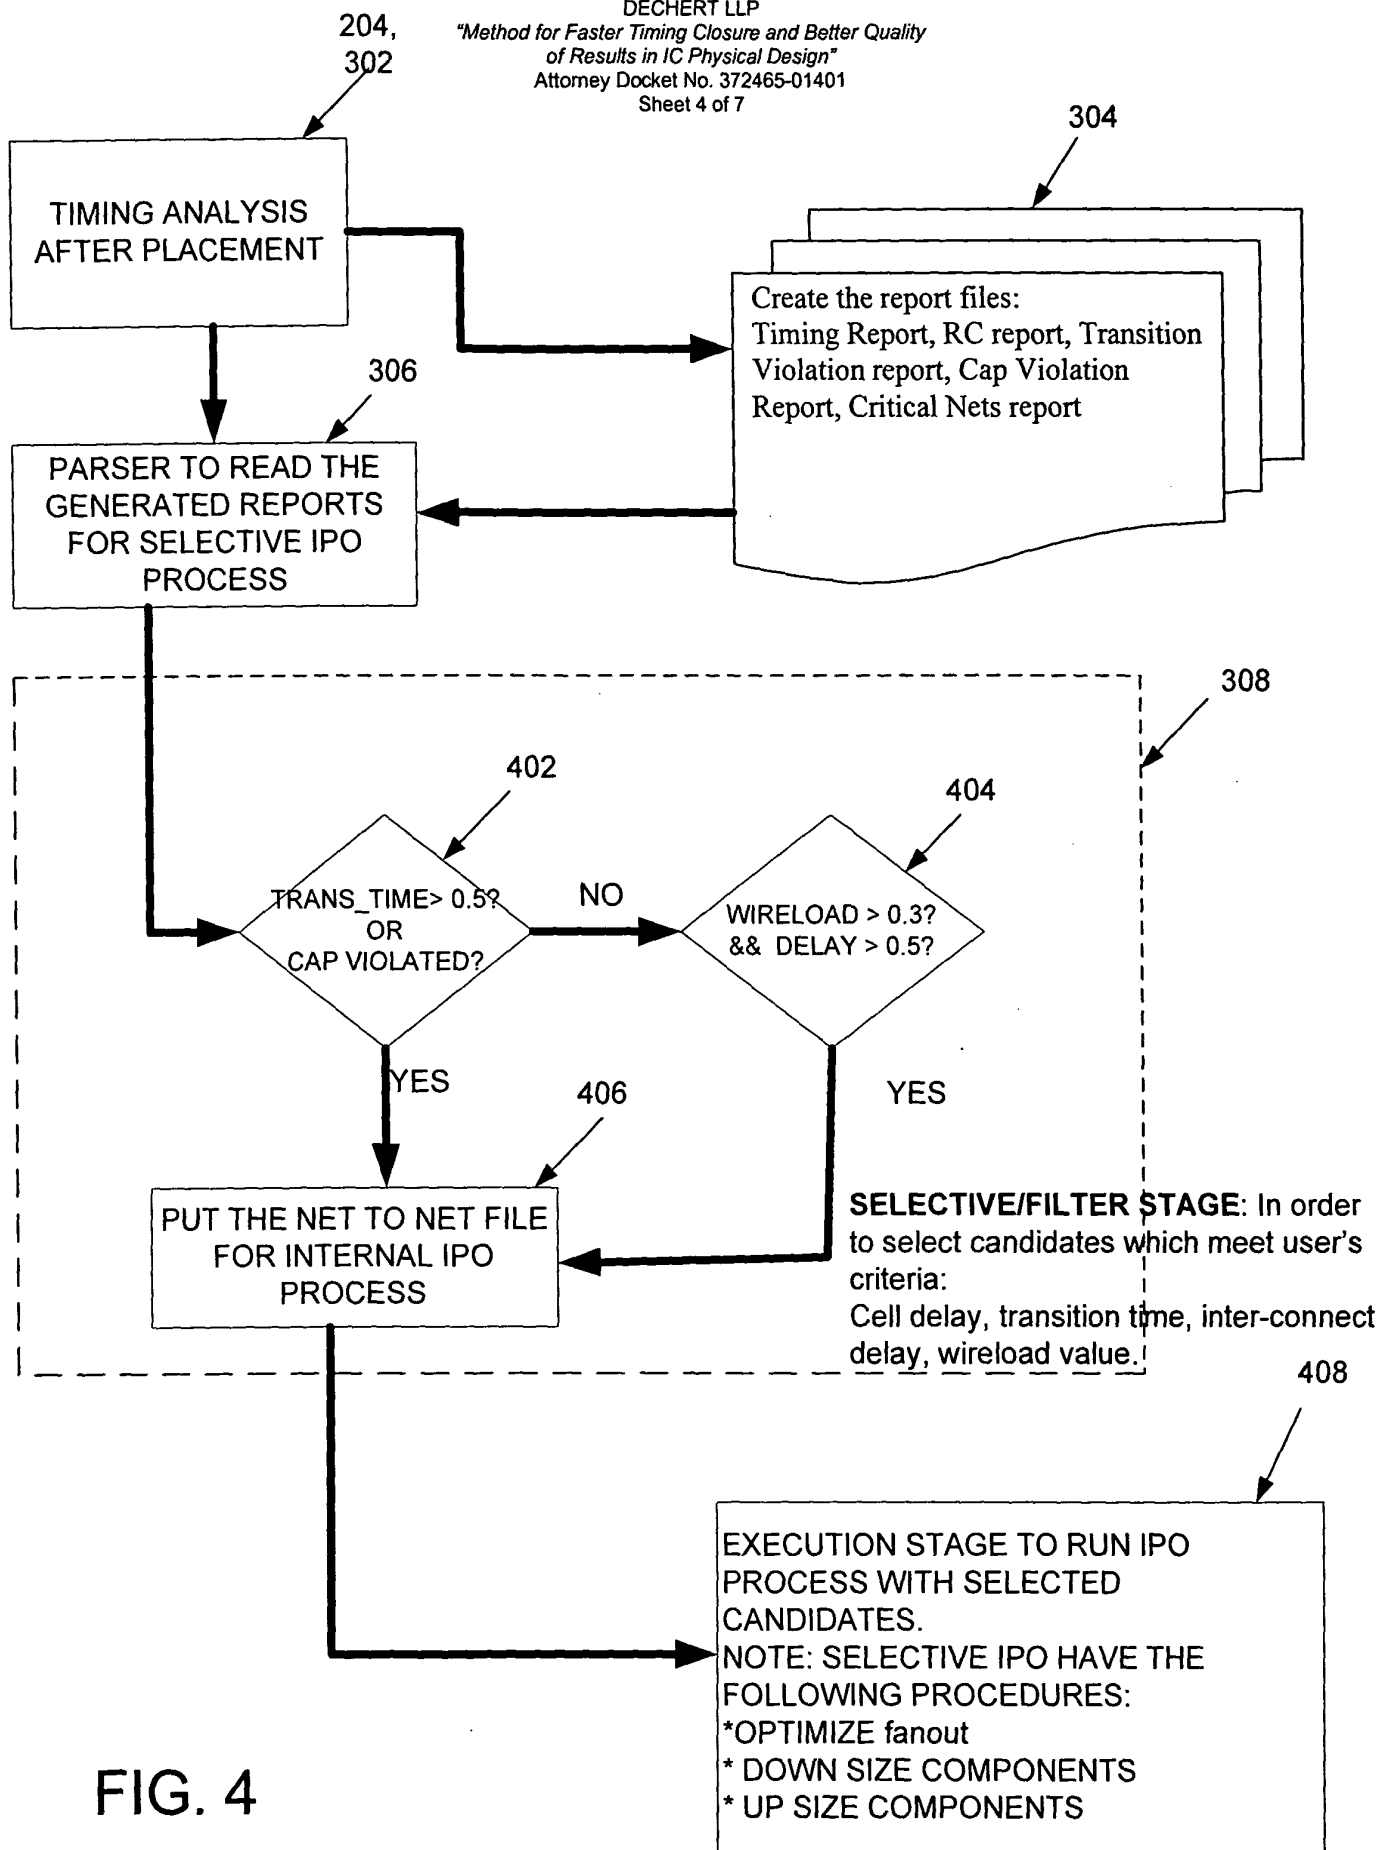 DECHERT LLP
"Method for Faster Timing Closure and Better Quality
of Results in IC Physical Design"
Attorney Docket No. 372465-01401
Sheet 4 of 7
204,
302
304
TIMING ANALYSIS
AFTER PLACEMENT
Create the report files:
Timing Report, RC report, Transition
Violation report, Cap Violation
Report, Critical Nets report
306
PARSER TO READ THE
GENERATED REPORTS
FOR SELECTIVE IPO
PROCESS
308
402
404
TRANS_TIME> 0.5?
OR
CAP VIOLATED?
NO
WIRELOAD > 0.3?
&& DELAY > 0.5?
YES
YES
406
PUT THE NET TO NET FILE
FOR INTERNAL IPO
PROCESS
SELECTIVE/FILTER STAGE: In order
to select candidates which meet user's
criteria:
Cell delay, transition time, inter-connect
delay, wireload value.
408
EXECUTION STAGE TO RUN IPO
PROCESS WITH SELECTED
CANDIDATES.
NOTE: SELECTIVE IPO HAVE THE
FOLLOWING PROCEDURES:
*OPTIMIZE fanout
* DOWN SIZE COMPONENTS
* UP SIZE COMPONENTS
FIG. 4